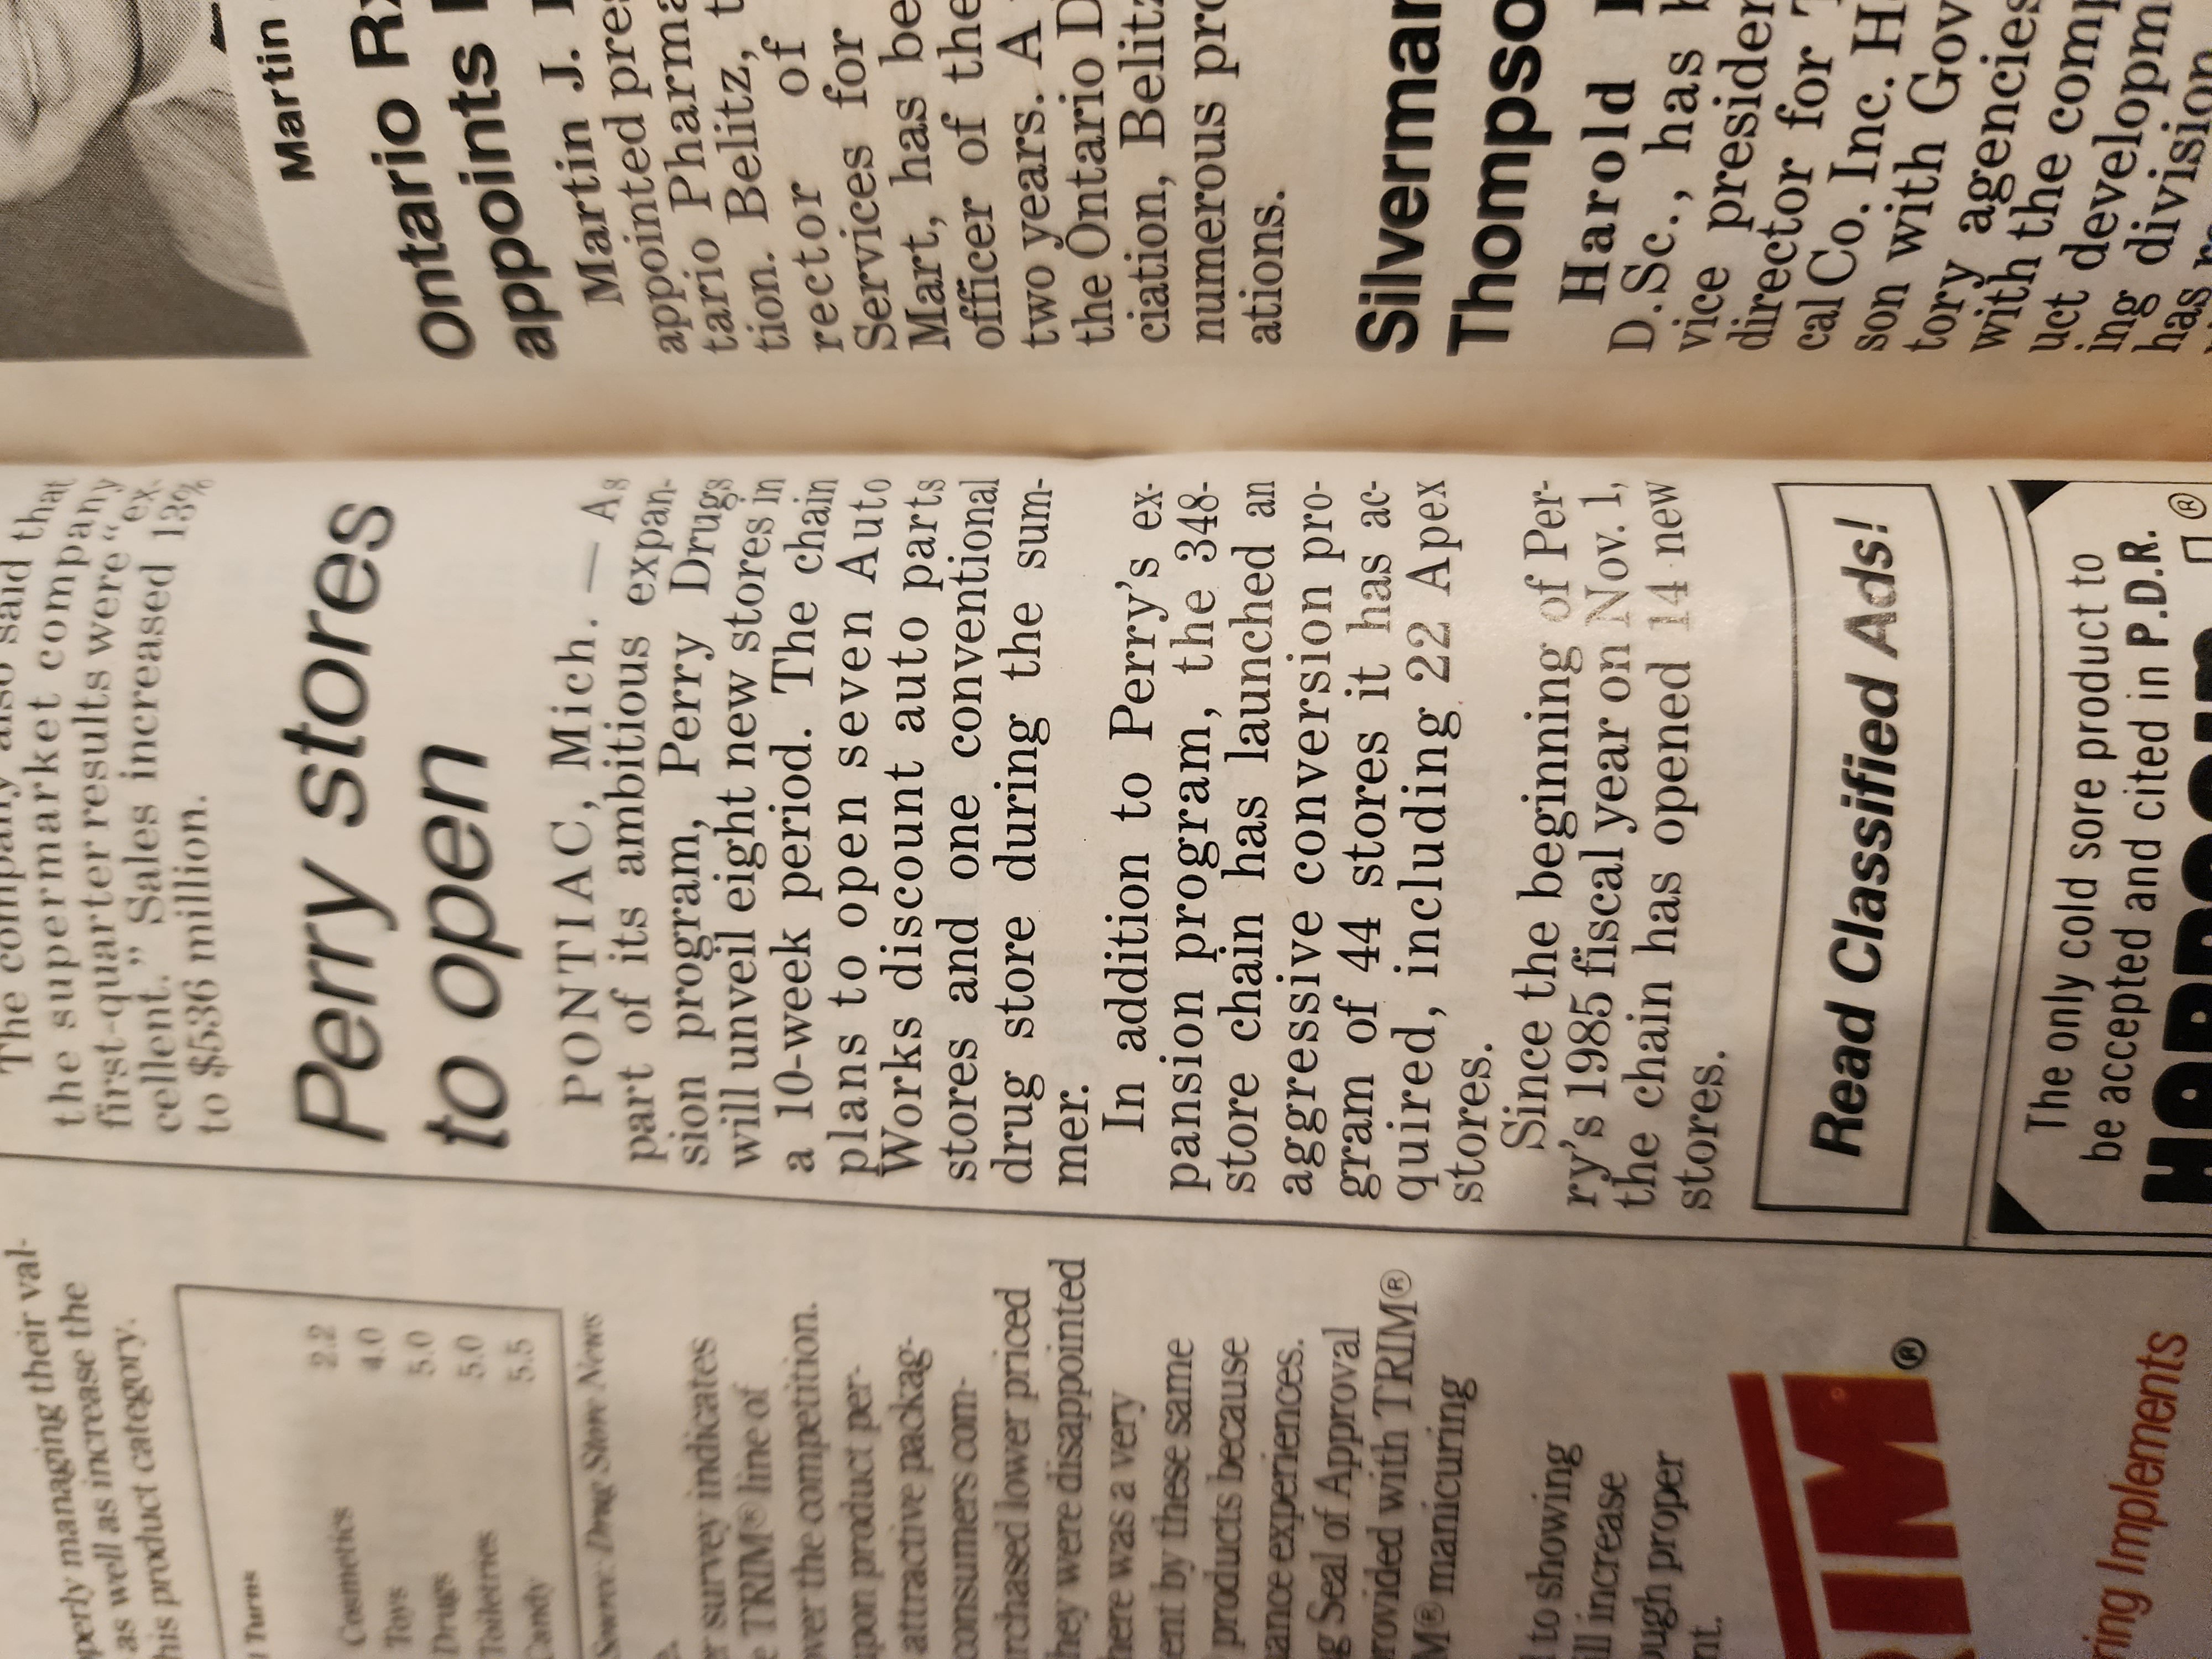 perly managing their val-
as well as increase the
his product category.
Turns
Cosmetics 2.2
Toys 4.0
Drugs 5.0
Toiletries 5.0
Candy 5.5
Source: Drug Store News
r survey indicates
e TRIM® line of
over the competition.
upon product per-
attractive packag-
consumers com-
rchased lower priced
hey were disappointed
here was a very
ent by these same
products because
nance experiences.
g Seal of Approval
rovided with TRIM®
M® manicuring
t to showing
ill increase
ough proper
nt.
RIM®
ring Implements
The company also said that
the supermarket company
first-quarter results were “ex-
cellent.” Sales increased 13%
to $536 million.
Perry stores
to open
PONTIAC, Mich. — As
part of its ambitious expan-
sion program, Perry Drugs
will unveil eight new stores in
a 10-week period. The chain
plans to open seven Auto
Works discount auto parts
stores and one conventional
drug store during the sum-
mer.
In addition to Perry’s ex-
pansion program, the 348-
store chain has launched an
aggressive conversion pro-
gram of 44 stores it has ac-
quired, including 22 Apex
stores.
Since the beginning of Per-
ry’s 1985 fiscal year on Nov. 1,
the chain has opened 14 new
stores.
Read Classified Ads!
The only cold sore product to
be accepted and cited in P.D.R.
®
Martin
Ontario Rx
appoints
Martin J.
appointed pres
tario Pharma
tion. Belitz, t
rector of
Services for
Mart, has be
officer of the
two years. A
the Ontario D
ciation, Belitz
numerous pro
ations.
Silverman
Thompso
Harold
D.Sc., has b
vice presiden
director for T
cal Co. Inc. H
son with Gov
tory agencies
with the comp
uct developm
ing division
has